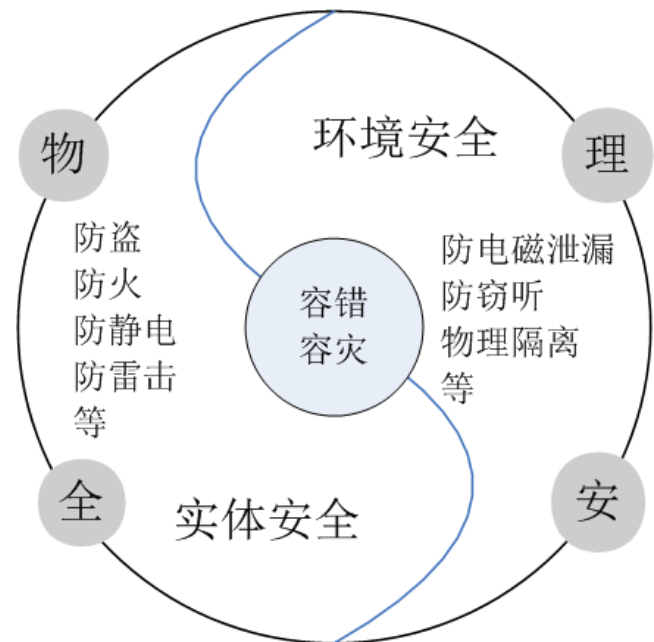 物
理
安
全
环境安全
防电磁泄漏
防窃听
物理隔离
等
容错
容灾
防盗
防火
防静电
防雷击
等
实体安全